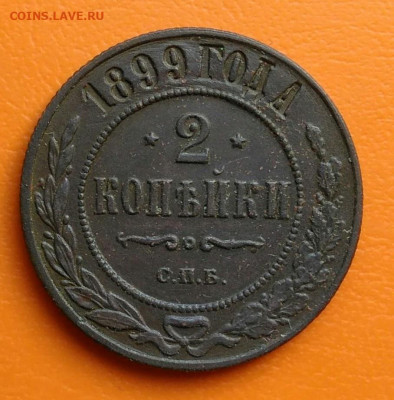 COINS.LAVE.RU
1899 ГОДА
2
КОПѢЙКИ
С.П.Б.